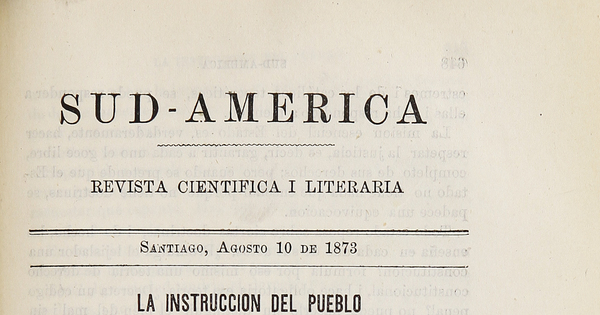 SUD-AMERICA
REVISTA CIENTIFICA I LITERARIA
SANTIAGO, AGOSTO 10 DE 1873
LA INSTRUCCION DEL PUEBLO